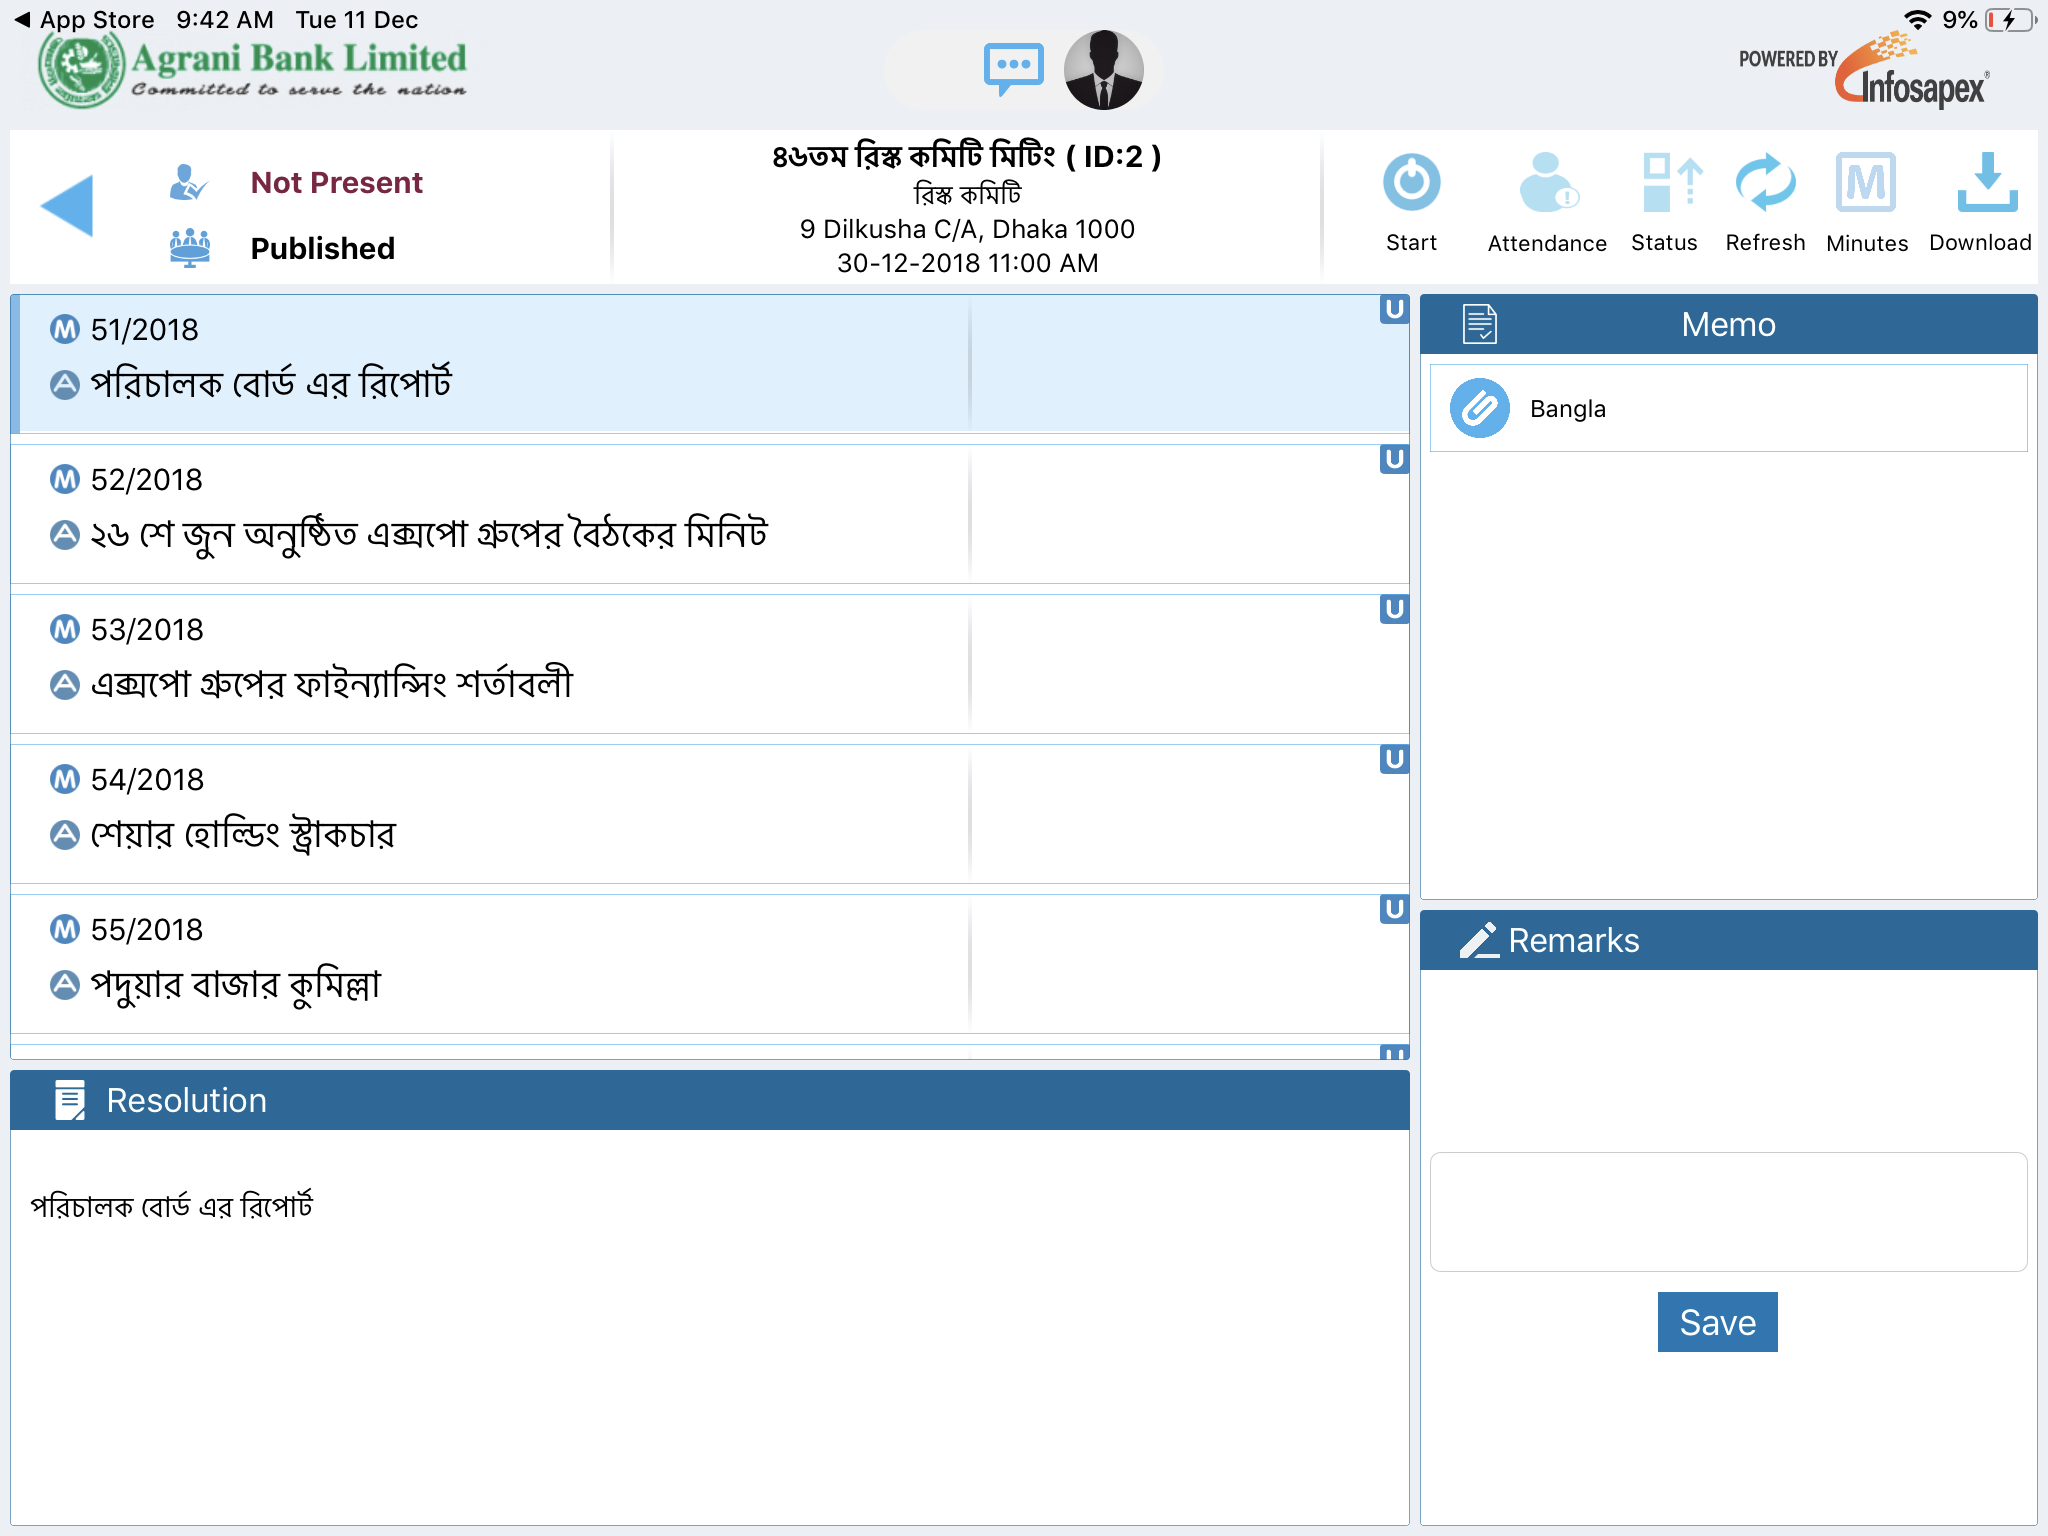 App Store 9:42 AM Tue 11 Dec
9%
Agrani Bank Limited
Committed to serve the nation
POWERED BY
Infosapex®
Not Present
Published
৪৬তম রিস্ক কমিটি মিটিং ( ID:2 )
রিস্ক কমিটি
9 Dilkusha C/A, Dhaka 1000
30-12-2018 11:00 AM
M
Start Attendance Status Refresh Minutes Download
U
M 51/2018
A পরিচালক বোর্ড এর রিপোর্ট
U
M 52/2018
A ২৬ শে জুন অনুষ্ঠিত এক্সপো গ্রুপের বৈঠকের মিনিট
U
M 53/2018
A এক্সপো গ্রুপের ফাইন্যান্সিং শর্তাবলী
U
M 54/2018
A শেয়ার হোল্ডিং স্ট্রাকচার
U
M 55/2018
A পদুয়ার বাজার কুমিল্লা
U
Memo
Bangla
Remarks
Save
Resolution
পরিচালক বোর্ড এর রিপোর্ট